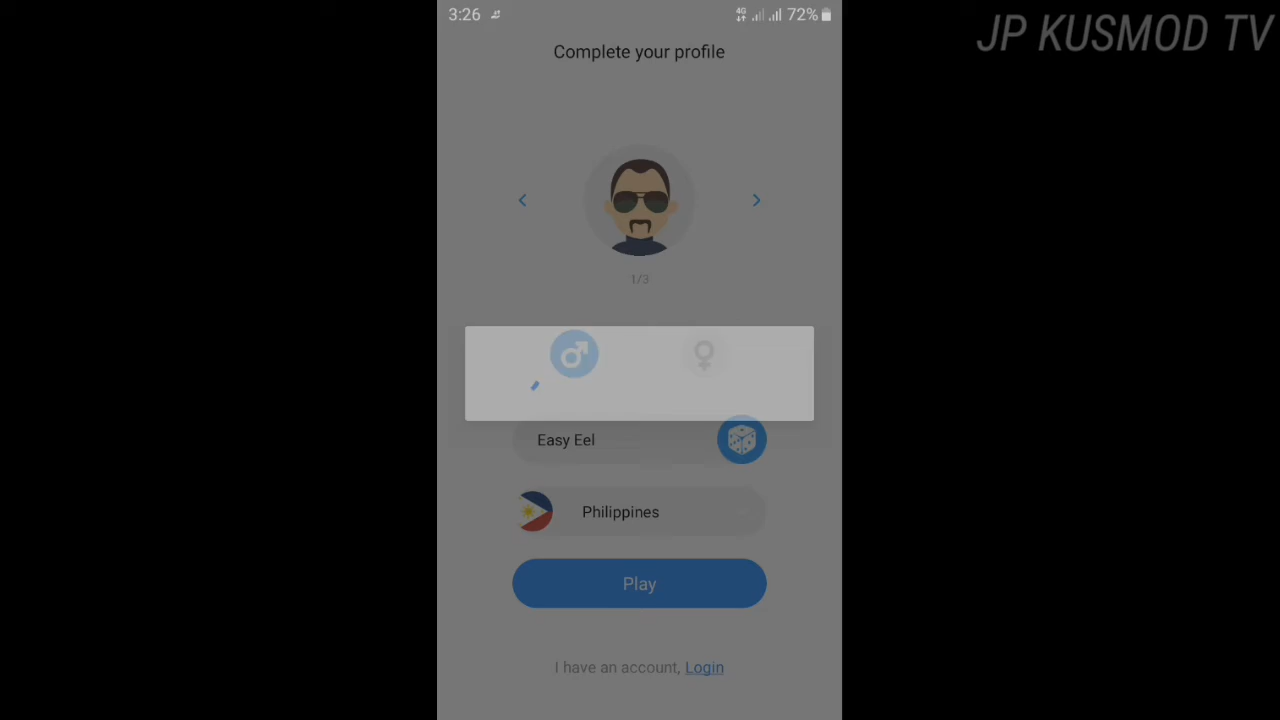 3:26
4G
72%
JP KUSMOD TV
Complete your profile
1/3
Easy Eel
Philippines
Play
I have an account, Login